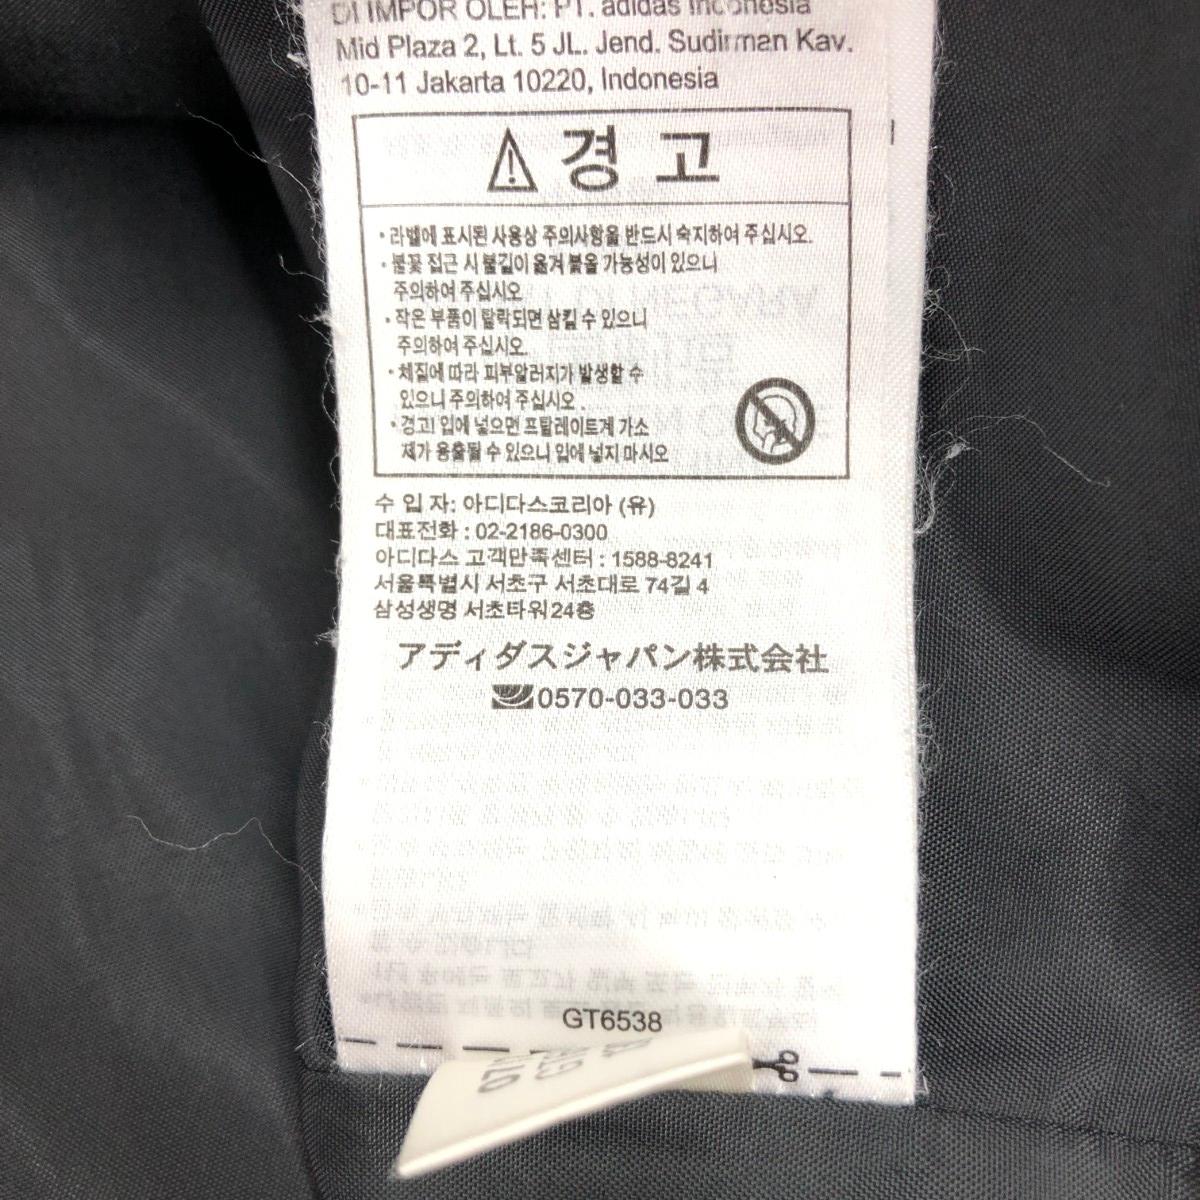 DI IMPOR OLEH: PT. adidas Indonesia
Mid Plaza 2, Lt. 5 JL. Jend. Sudirman Kav.
10-11 Jakarta 10220, Indonesia
경 고
• 라벨에 표시된 사용상 주의사항을 반드시 숙지하여 주십시오.
• 불꽃 접근 시 불길이 옮겨 붙을 가능성이 있으니
주의하여 주십시오
• 작은 부품이 탈락되면 삼킬 수 있으니
주의하여 주십시오.
• 체질에 따라 피부알러지가 발생할 수
있으니 주의하여 주십시오.
• 경고! 입에 넣으면 프탈레이트계 가소
제가 용출될 수 있으니 입에 넣지 마시오
수 입 자: 아디다스코리아 (유)
대표전화 : 02-2186-0300
아디다스 고객만족센터 : 1588-8241
서울특별시 서초구 서초대로 74길 4
삼성생명 서초타워24층
アディダスジャパン株式会社
0570-033-033
GT6538